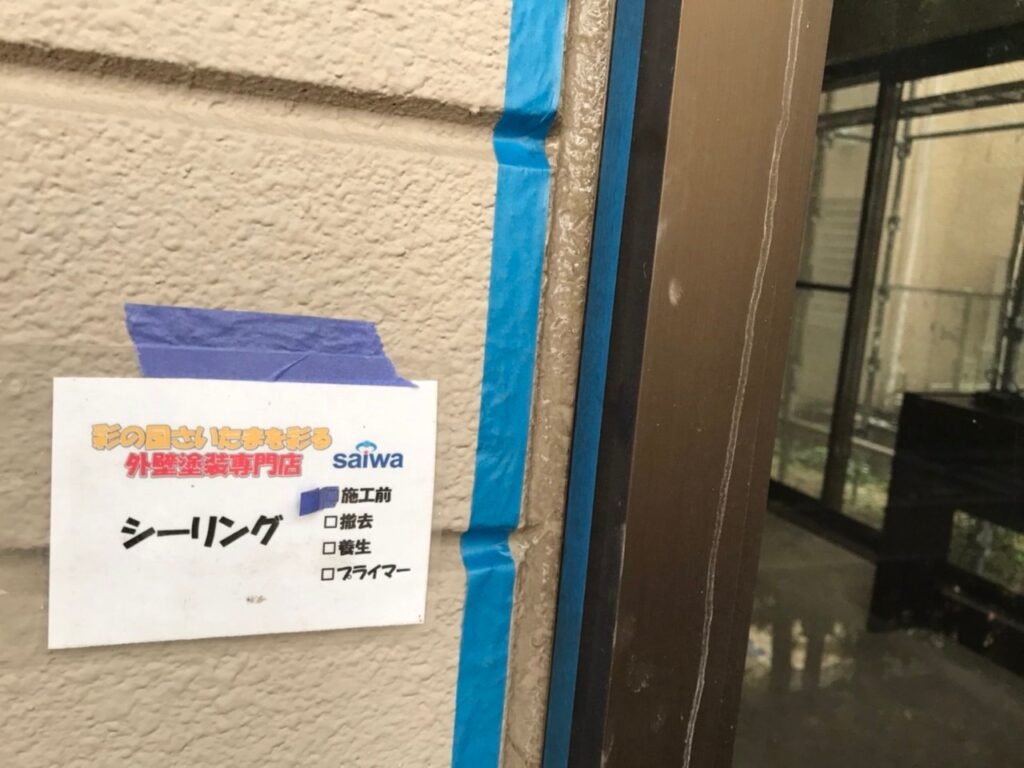 彩の国さいたまを彩る
外壁塗装専門店
saiwa
シーリング
□施工前
□撤去
□養生
□プライマー